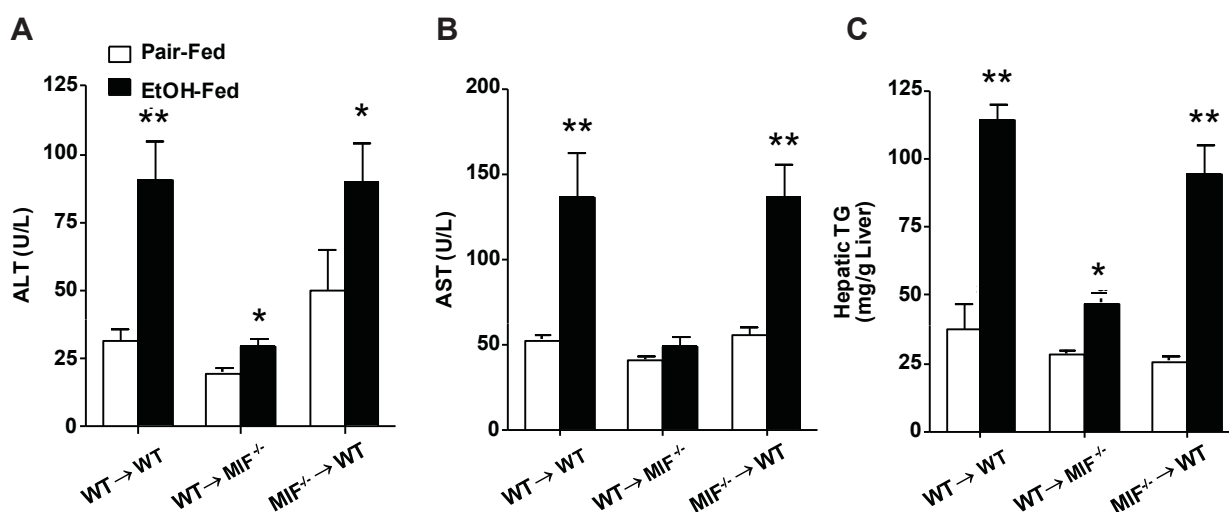 A
Pair-Fed
EtOH-Fed
ALT (U/L)
125
100
75
50
25
0
**
*
*
WT → WT
WT → MIF-/-
MIF-/- → WT
B
AST (U/L)
200
150
100
50
0
**
**
WT → WT
WT → MIF-/-
MIF-/- → WT
C
Hepatic TG
(mg/g Liver)
125
100
75
50
25
0
**
*
**
WT → WT
WT → MIF-/-
MIF-/- → WT